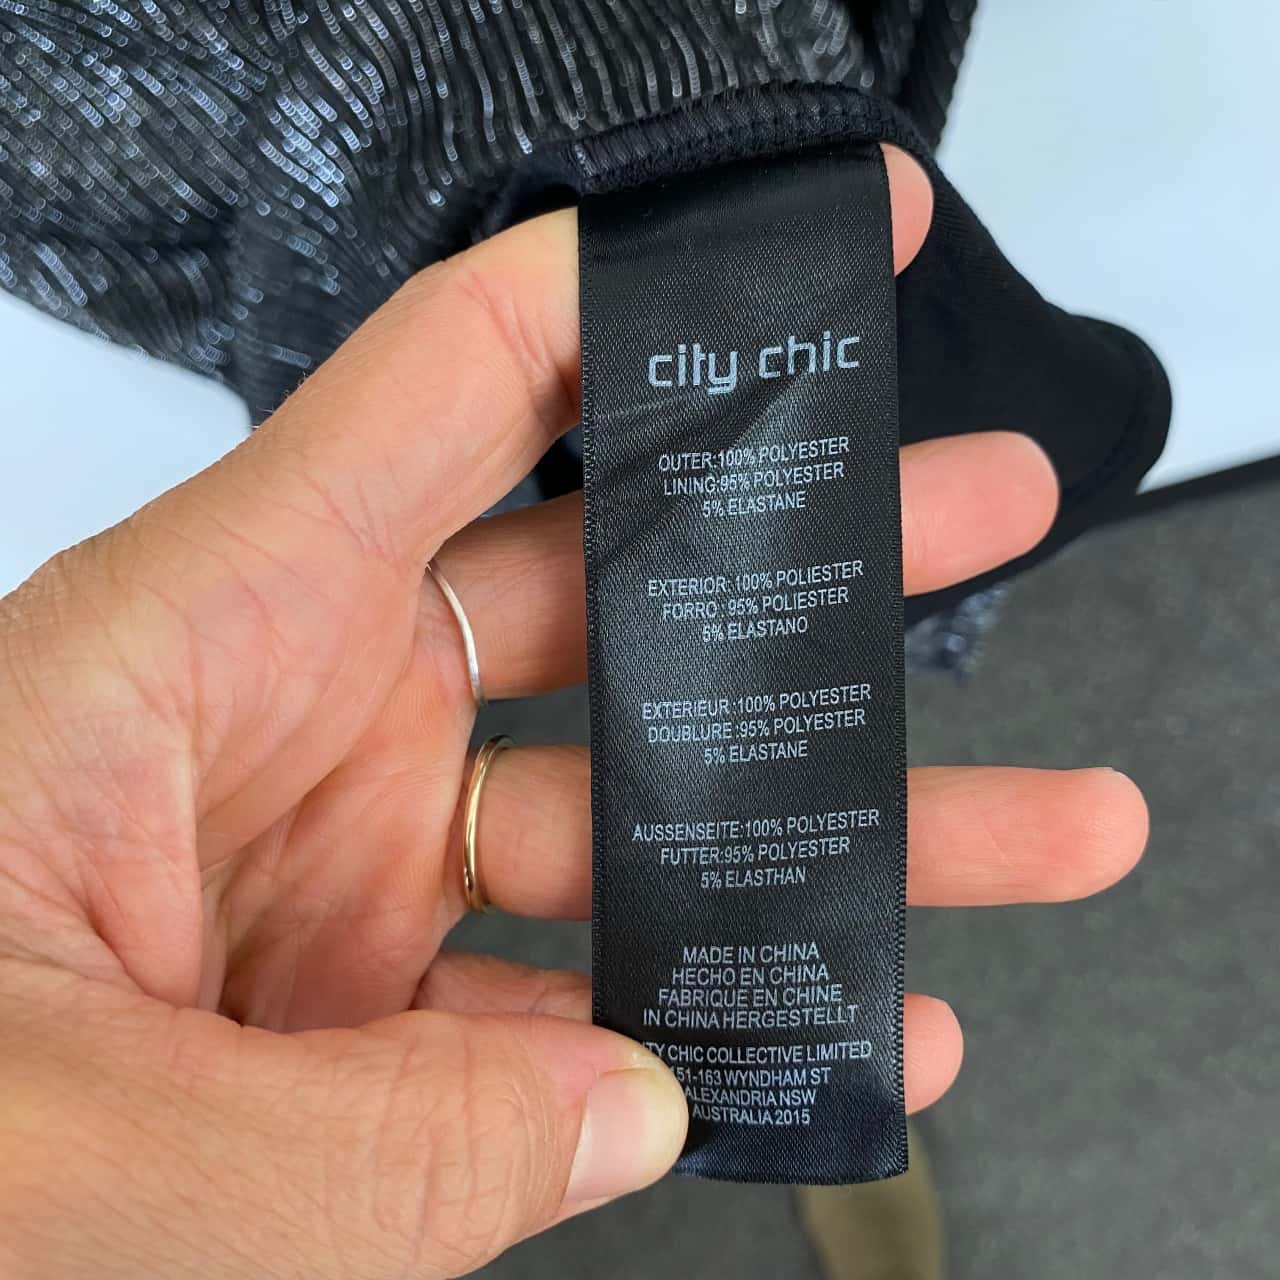 city chic
OUTER:100% POLYESTER
LINING:95% POLYESTER
5% ELASTANE
EXTERIOR:100% POLIESTER
FORRO:95% POLIESTER
5% ELASTANO
EXTERIEUR:100% POLYESTER
DOUBLURE:95% POLYESTER
5% ELASTANE
AUSSENSEITE:100% POLYESTER
FUTTER:95% POLYESTER
5% ELASTHAN
MADE IN CHINA
HECHO EN CHINA
FABRIQUE EN CHINE
IN CHINA HERGESTELLT
CHIC COLLECTIVE LIMITED
151-163 WYNDHAM ST
ALEXANDRIA NSW
AUSTRALIA 2015